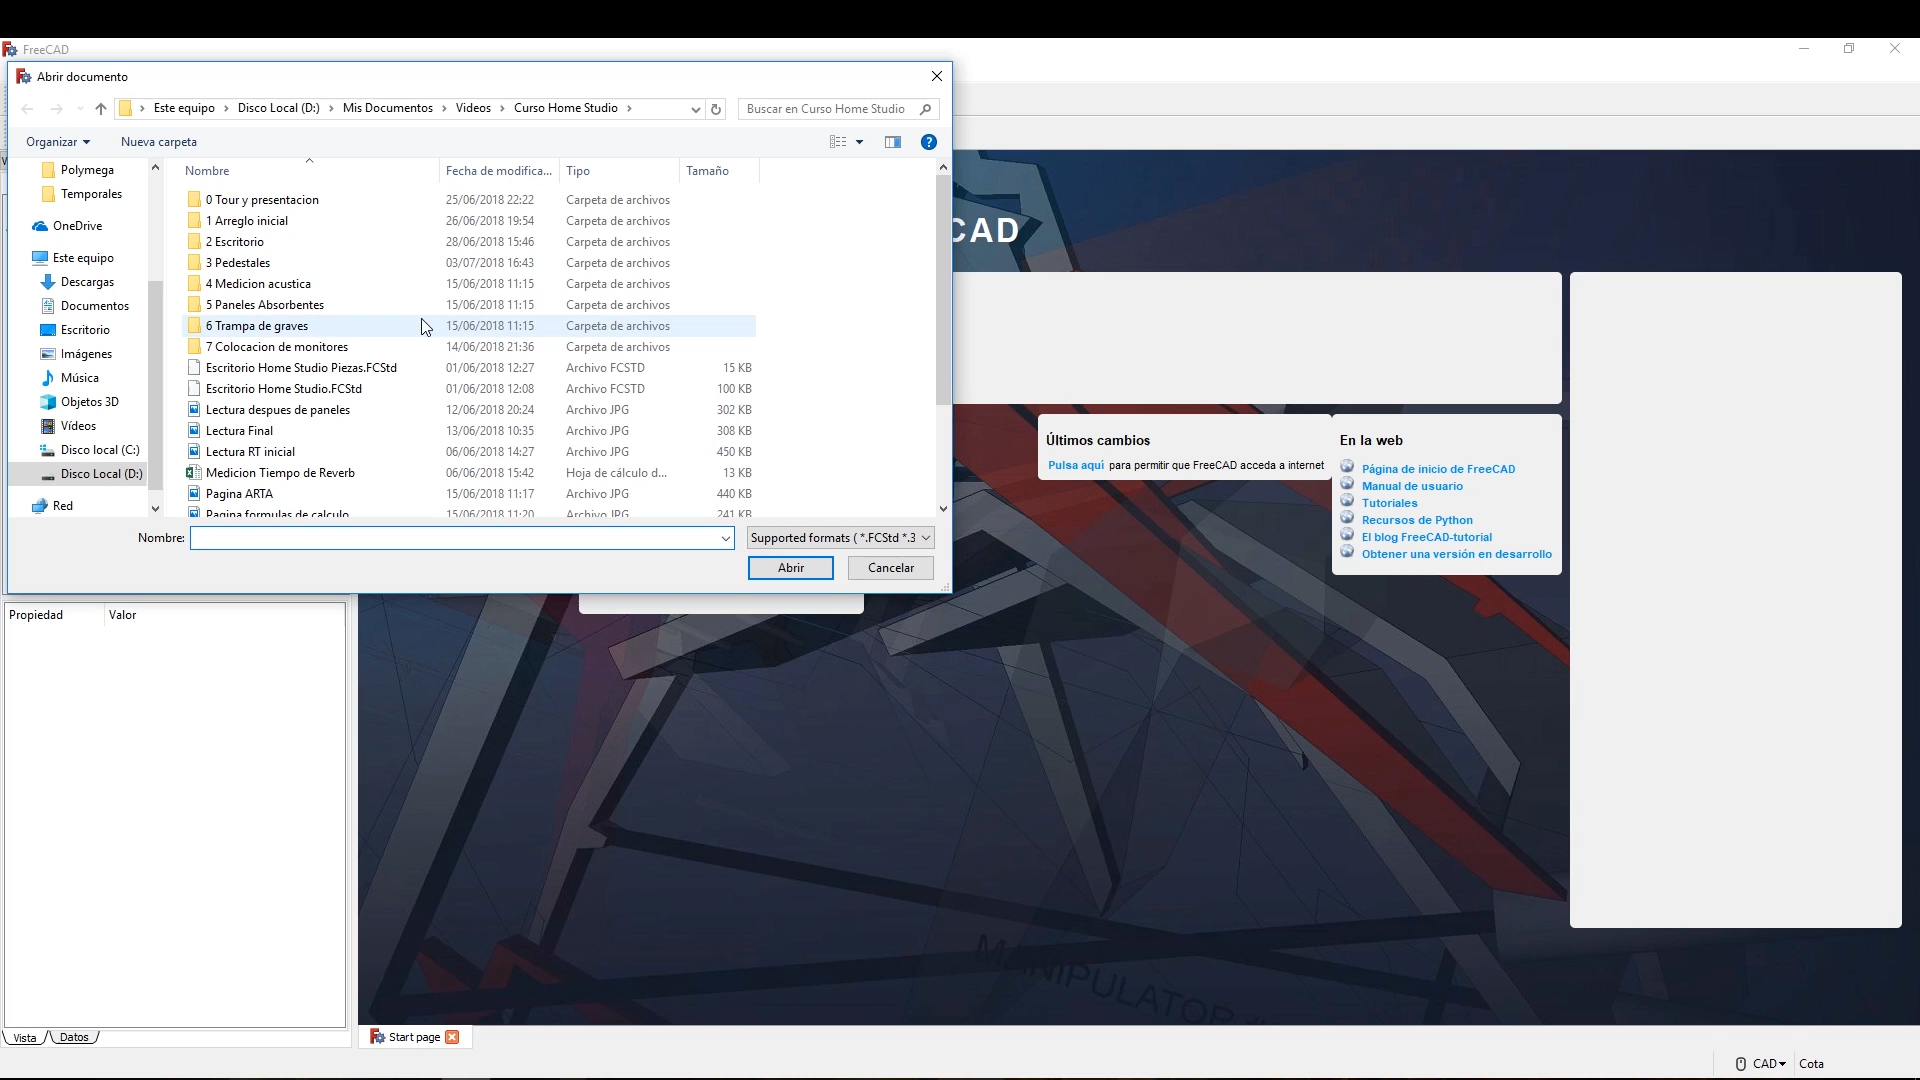 FreeCAD
Abrir documento
Este equipo > Disco Local (D:) > Mis Documentos > Videos > Curso Home Studio >
Buscar en Curso Home Studio
Organizar
Nueva carpeta
Polymega
Temporales
OneDrive
Este equipo
Descargas
Documentos
Escritorio
Imágenes
Música
Objetos 3D
Vídeos
Disco local (C:)
Disco Local (D:)
Red
Nombre Fecha de modifica... Tipo Tamaño
0 Tour y presentacion 25/06/2018 22:22 Carpeta de archivos
1 Arreglo inicial 26/06/2018 19:54 Carpeta de archivos
2 Escritorio 28/06/2018 15:46 Carpeta de archivos
3 Pedestales 03/07/2018 16:43 Carpeta de archivos
4 Medicion acustica 15/06/2018 11:15 Carpeta de archivos
5 Paneles Absorbentes 15/06/2018 11:15 Carpeta de archivos
6 Trampa de graves 15/06/2018 11:15 Carpeta de archivos
7 Colocacion de monitores 14/06/2018 21:36 Carpeta de archivos
Escritorio Home Studio Piezas.FCStd 01/06/2018 12:27 Archivo FCSTD 15 KB
Escritorio Home Studio.FCStd 01/06/2018 12:08 Archivo FCSTD 100 KB
Lectura despues de paneles 12/06/2018 20:24 Archivo JPG 302 KB
Lectura Final 13/06/2018 10:35 Archivo JPG 308 KB
Lectura RT inicial 06/06/2018 14:27 Archivo JPG 450 KB
Medicion Tiempo de Reverb 06/06/2018 15:42 Hoja de cálculo d... 13 KB
Pagina ARTA 15/06/2018 11:17 Archivo JPG 440 KB
Pagina formulas de calculo 15/06/2018 11:20 Archivo JPG 241 KB
Nombre:
Supported formats ( *.FCStd *.3
Abrir
Cancelar
CAD
Últimos cambios
Pulsa aquí para permitir que FreeCAD acceda a internet
En la web
Página de inicio de FreeCAD
Manual de usuario
Tutoriales
Recursos de Python
El blog FreeCAD-tutorial
Obtener una versión en desarrollo
Propiedad Valor
MANIPULATOR
Vista Datos
Start page
CAD Cota